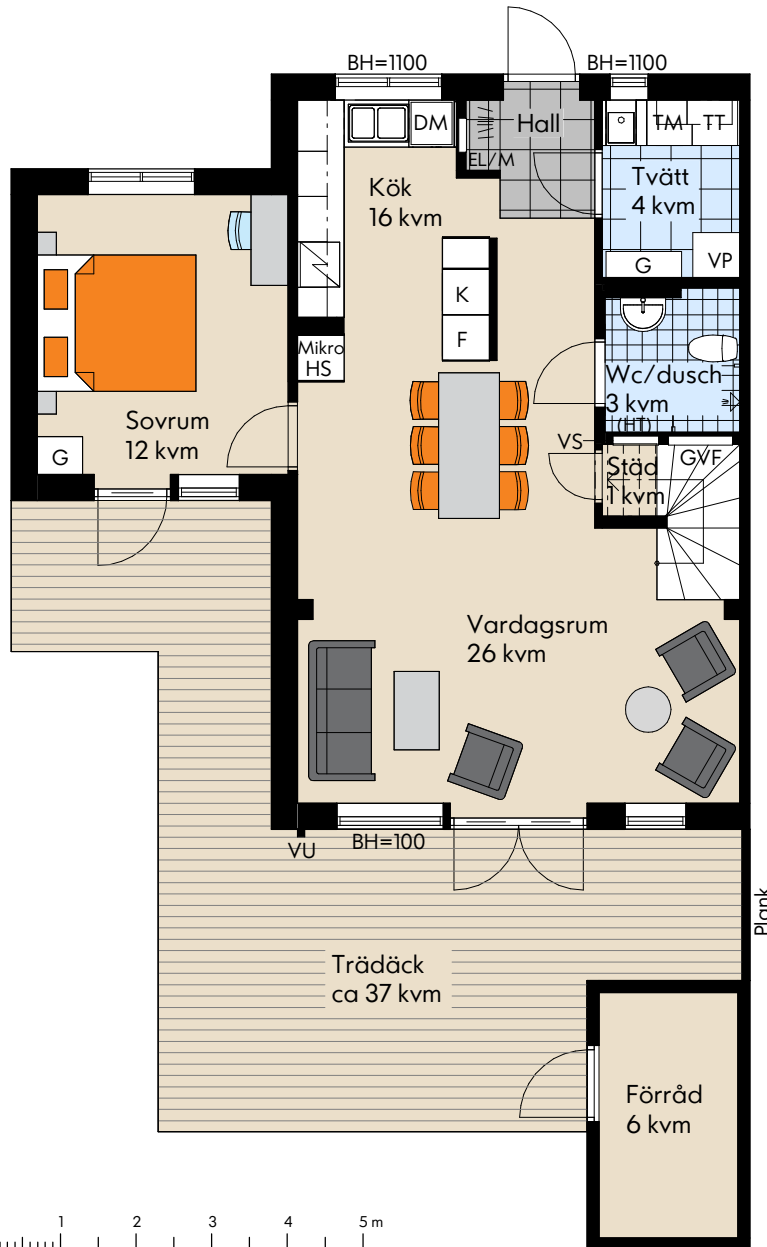 BH=1100
BH=1100
DM
Hall
TM
TT
EL/M
Kök
16 kvm
Tvätt
4 kvm
G
VP
K
F
Mikro
HS
Wc/dusch
3 kvm
(HT)
Sovrum
12 kvm
G
VS
Städ
1 kvm
GVF
Vardagsrum
26 kvm
VU
BH=100
Plank
Trädäck
ca 37 kvm
Förråd
6 kvm
1
2
3
4
5 m